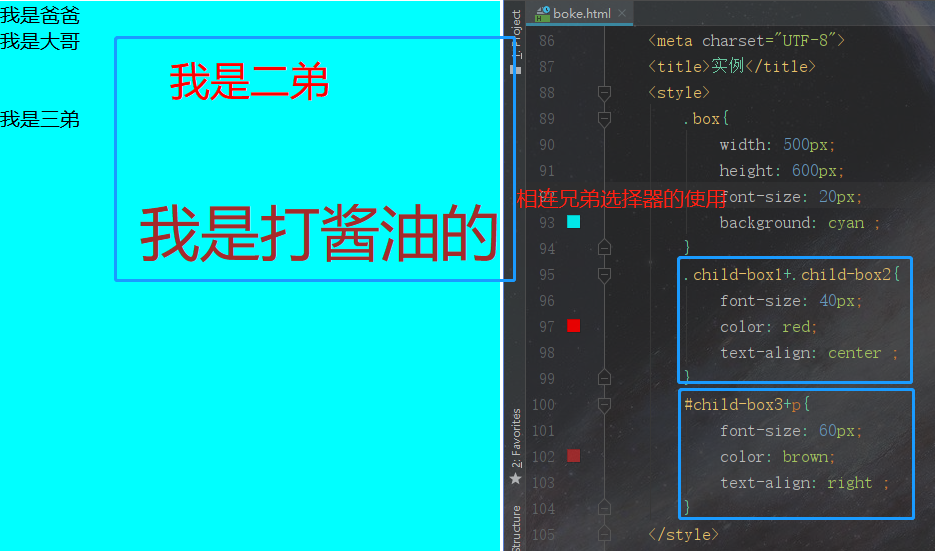 我是爸爸
我是大哥
我是二弟
我是三弟
我是打酱油的
相连兄弟选择器的使用
1: Project
2: Favorites
Structure
boke.html
86 <meta charset="UTF-8">
87 <title>实例</title>
88 <style>
89 .box{
90 width: 500px;
91 height: 600px;
font-size: 20px;
93 background: cyan ;
94 }
95 .child-box1+.child-box2{
96 font-size: 40px;
97 color: red;
98 text-align: center ;
99 }
100 #child-box3+p{
101 font-size: 60px;
102 color: brown;
103 text-align: right ;
104 }
105 </style>